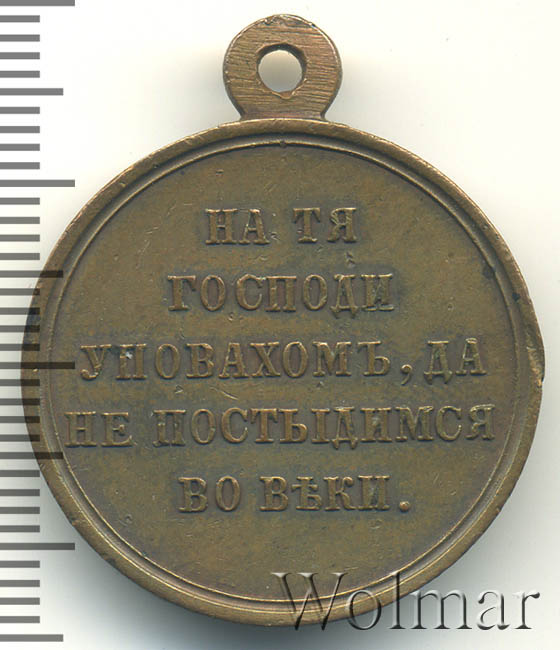 НА ТЯ
ГОСПОДИ
УПОВАХОМЪ, ДА
НЕ ПОСТЫДИМСЯ
ВО ВѢКИ.
Wolmar